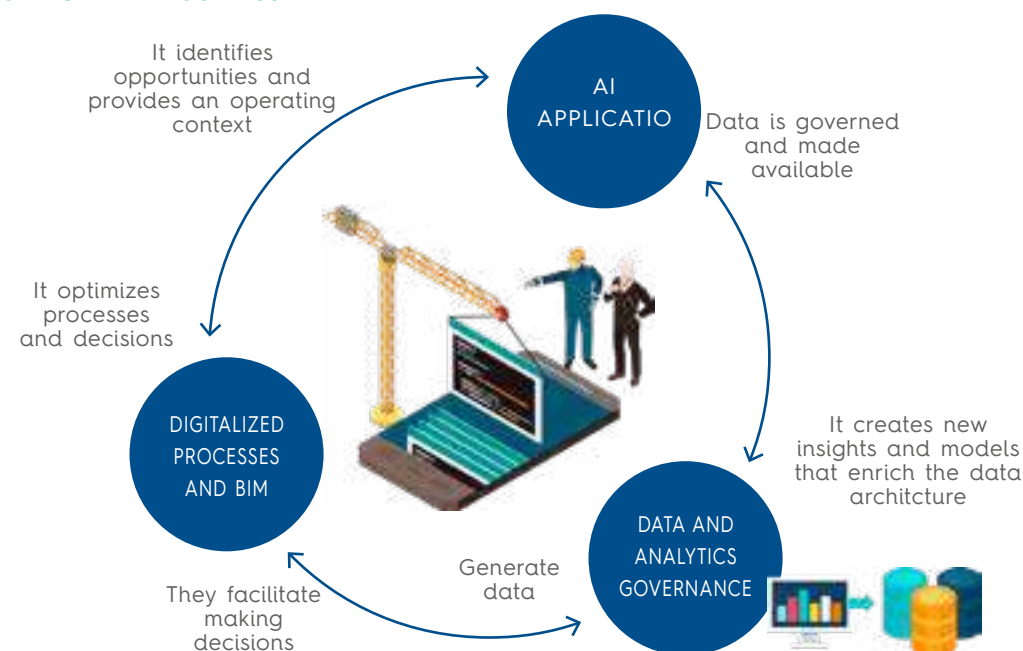 It identifies
opportunities and
provides an operating
context
AI
APPLICATIO
Data is governed
and made
available
It optimizes
processes
and decisions
DIGITALIZED
PROCESSES
AND BIM
It creates new
insights and models
that enrich the data
architcture
DATA AND
ANALYTICS
GOVERNANCE
Generate
data
They facilitate
making
decisions